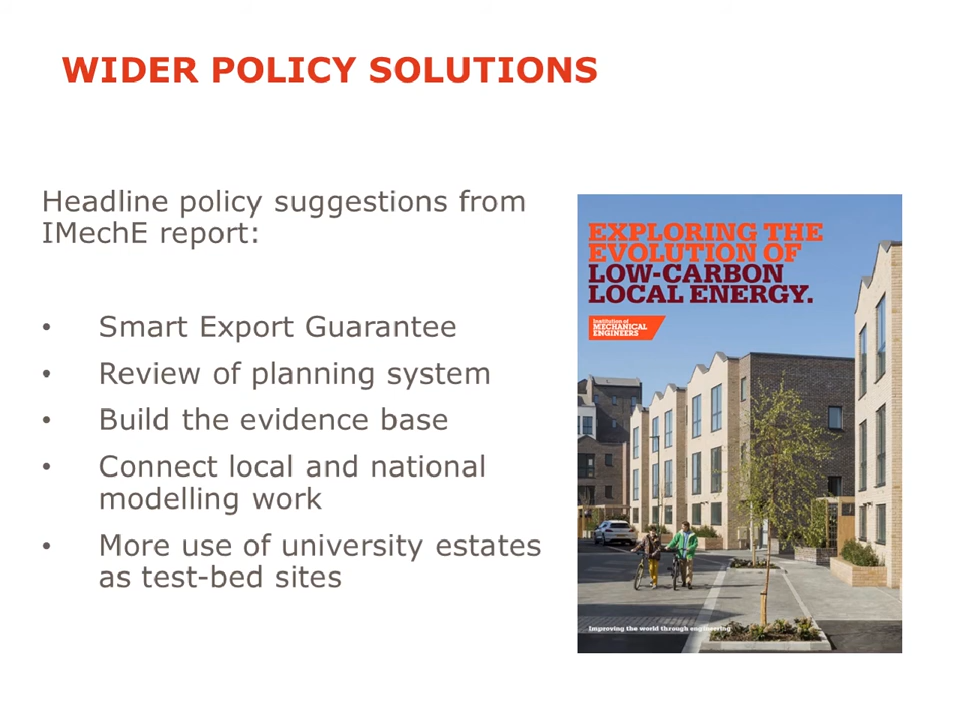 WIDER POLICY SOLUTIONS
Headline policy suggestions from
IMechE report:
• Smart Export Guarantee
• Review of planning system
• Build the evidence base
• Connect local and national
modelling work
• More use of university estates
as test-bed sites
EXPLORING THE
EVOLUTION OF
LOW-CARBON
LOCAL ENERGY.
Institution of
MECHANICAL
ENGINEERS
Improving the world through engineering